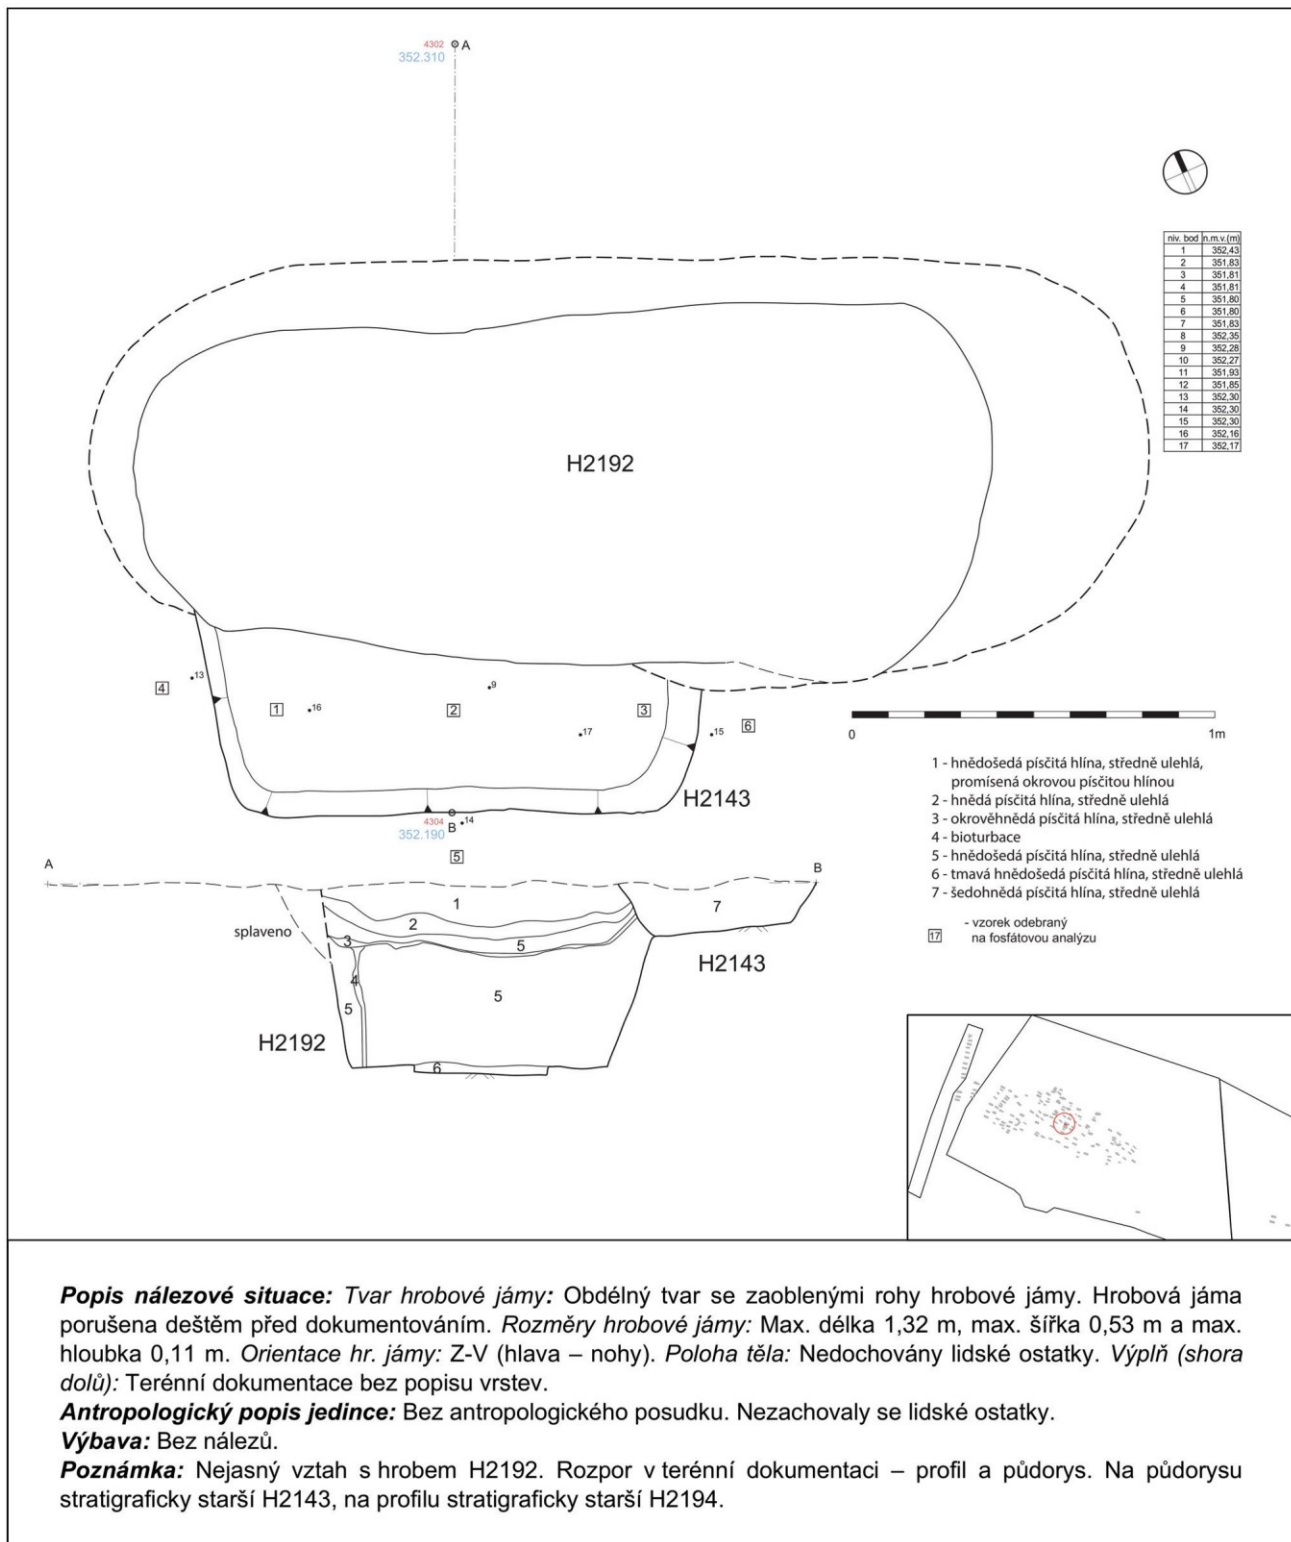 4302
352.310
A
niv. bod n.m.v.(m)
1 352,43
2 351,83
3 351,81
4 351,81
5 351,80
6 351,80
7 351,83
8 352,35
9 352,28
10 352,27
11 351,93
12 351,85
13 352,30
14 352,30
15 352,30
16 352,16
17 352,17
H2192
4
13
1
16
2
9
3
17
15
6
H2143
4304
B
14
352.190
5
0 1m
1 - hnědošedá písčitá hlína, středně ulehlá,
promísená okrovou písčitou hlínou
2 - hnědá písčitá hlína, středně ulehlá
3 - okrověhnědá písčitá hlína, středně ulehlá
4 - bioturbace
5 - hnědošedá písčitá hlína, středně ulehlá
6 - tmavá hnědošedá písčitá hlína, středně ulehlá
7 - šedohnědá písčitá hlína, středně ulehlá
17 - vzorek odebraný
na fosfátovou analýzu
A
B
1
2
7
splaveno
3
5
H2143
4
5
5
H2192
6
Popis nálezové situace: Tvar hrobové jámy: Obdélný tvar se zaoblenými rohy hrobové jámy. Hrobová jáma
porušena deštěm před dokumentováním. Rozměry hrobové jámy: Max. délka 1,32 m, max. šířka 0,53 m a max.
hloubka 0,11 m. Orientace hr. jámy: Z-V (hlava – nohy). Poloha těla: Nedochovány lidské ostatky. Výplň (shora
dolů): Terénní dokumentace bez popisu vrstev.
Antropologický popis jedince: Bez antropologického posudku. Nezachovaly se lidské ostatky.
Výbava: Bez nálezů.
Poznámka: Nejasný vztah s hrobem H2192. Rozpor v terénní dokumentaci – profil a půdorys. Na půdorysu
stratigraficky starší H2143, na profilu stratigraficky starší H2194.